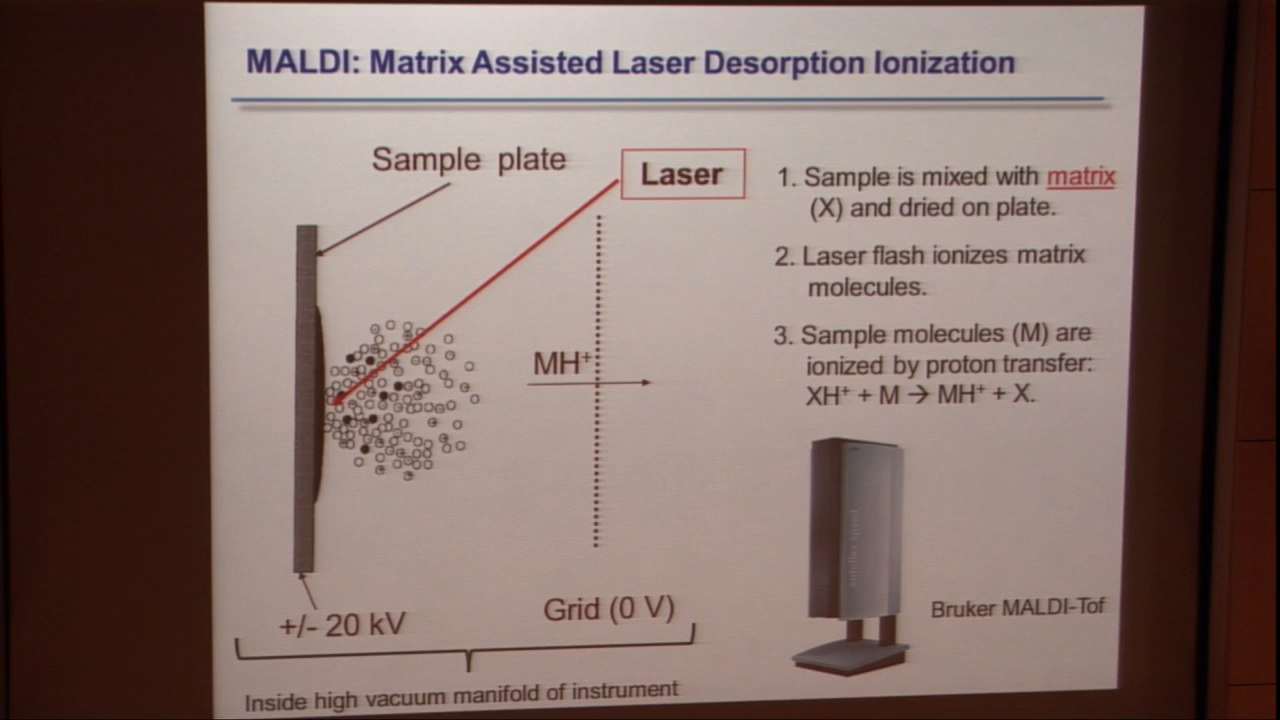 MALDI: Matrix Assisted Laser Desorption Ionization
Sample plate
Laser
MH⁺
+/- 20 kV
Grid (0 V)
Inside high vacuum manifold of instrument
1. Sample is mixed with matrix
(X) and dried on plate.
2. Laser flash ionizes matrix
molecules.
3. Sample molecules (M) are
ionized by proton transfer:
XH⁺ + M → MH⁺ + X.
Bruker MALDI-Tof